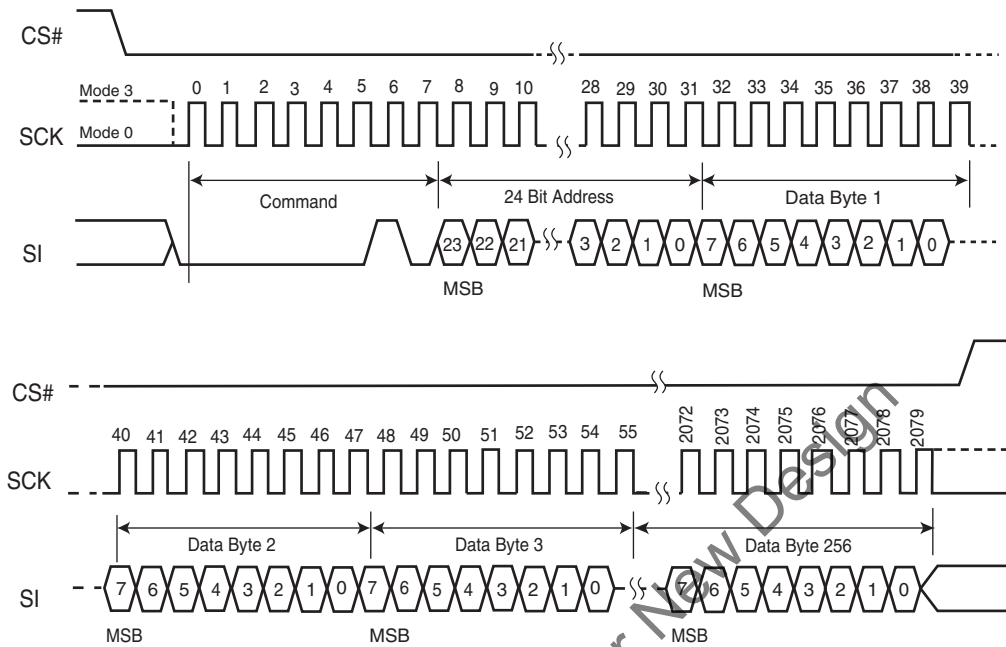 CS#
Mode 3
0 1 2 3 4 5 6 7 8 9 10 28 29 30 31 32 33 34 35 36 37 38 39
SCK
Mode 0
Command 24 Bit Address Data Byte 1
SI
23 22 21 3 2 1 0 7 6 5 4 3 2 1 0
MSB MSB
CS#
40 41 42 43 44 45 46 47 48 49 50 51 52 53 54 55 2072 2073 2074 2075 2076 2077 2078 2079
SCK
Data Byte 2 Data Byte 3 Data Byte 256
SI
7 6 5 4 3 2 1 0 7 6 5 4 3 2 1 0 7 6 5 4 3 2 1 0
MSB MSB MSB
New Design